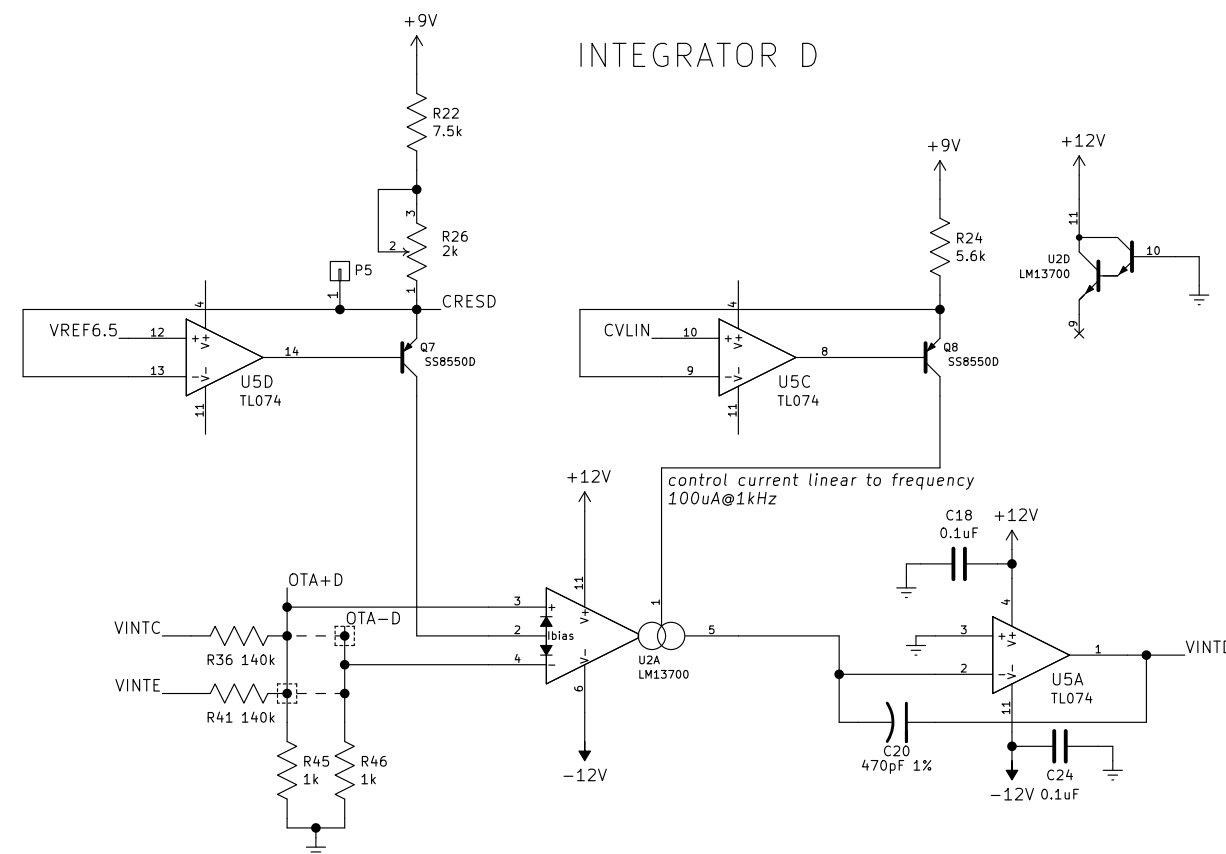 INTEGRATOR D
+9V
R22
7.5k
3
2
R26
2k
1
P5
1
CRESD
VREF6.5
12
13
4
+
V+
-
V-
11
14
U5D
TL074
Q7
SS8550D
+9V
R24
5.6k
CVLIN
10
9
4
+
V+
-
V-
11
8
U5C
TL074
Q8
SS8550D
+12V
11
U2D
LM13700
10
9
control current linear to frequency
100uA@1kHz
+12V
11
OTA+D
OTA-D
VINTC
R36 140k
VINTE
R41 140k
R45
1k
R46
1k
3
2
4
+
V+
Ibias
-
V-
6
-12V
1
5
U2A
LM13700
C18
0.1uF
+12V
4
3
2
+
V+
-
V-
11
1
VINTD
U5A
TL074
C20
470pF 1%
-12V
C24
0.1uF